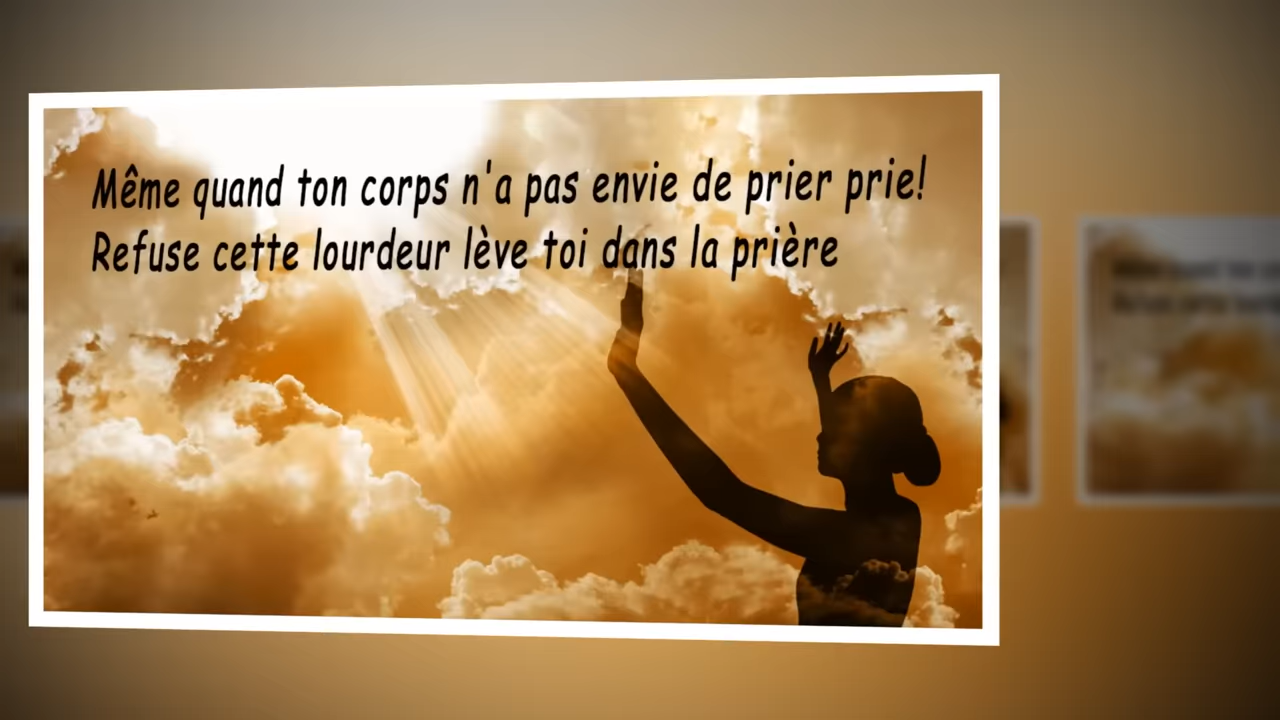 Même quand ton corps n'a pas envie de prier prie!
Refuse cette lourdeur lève toi dans la prière